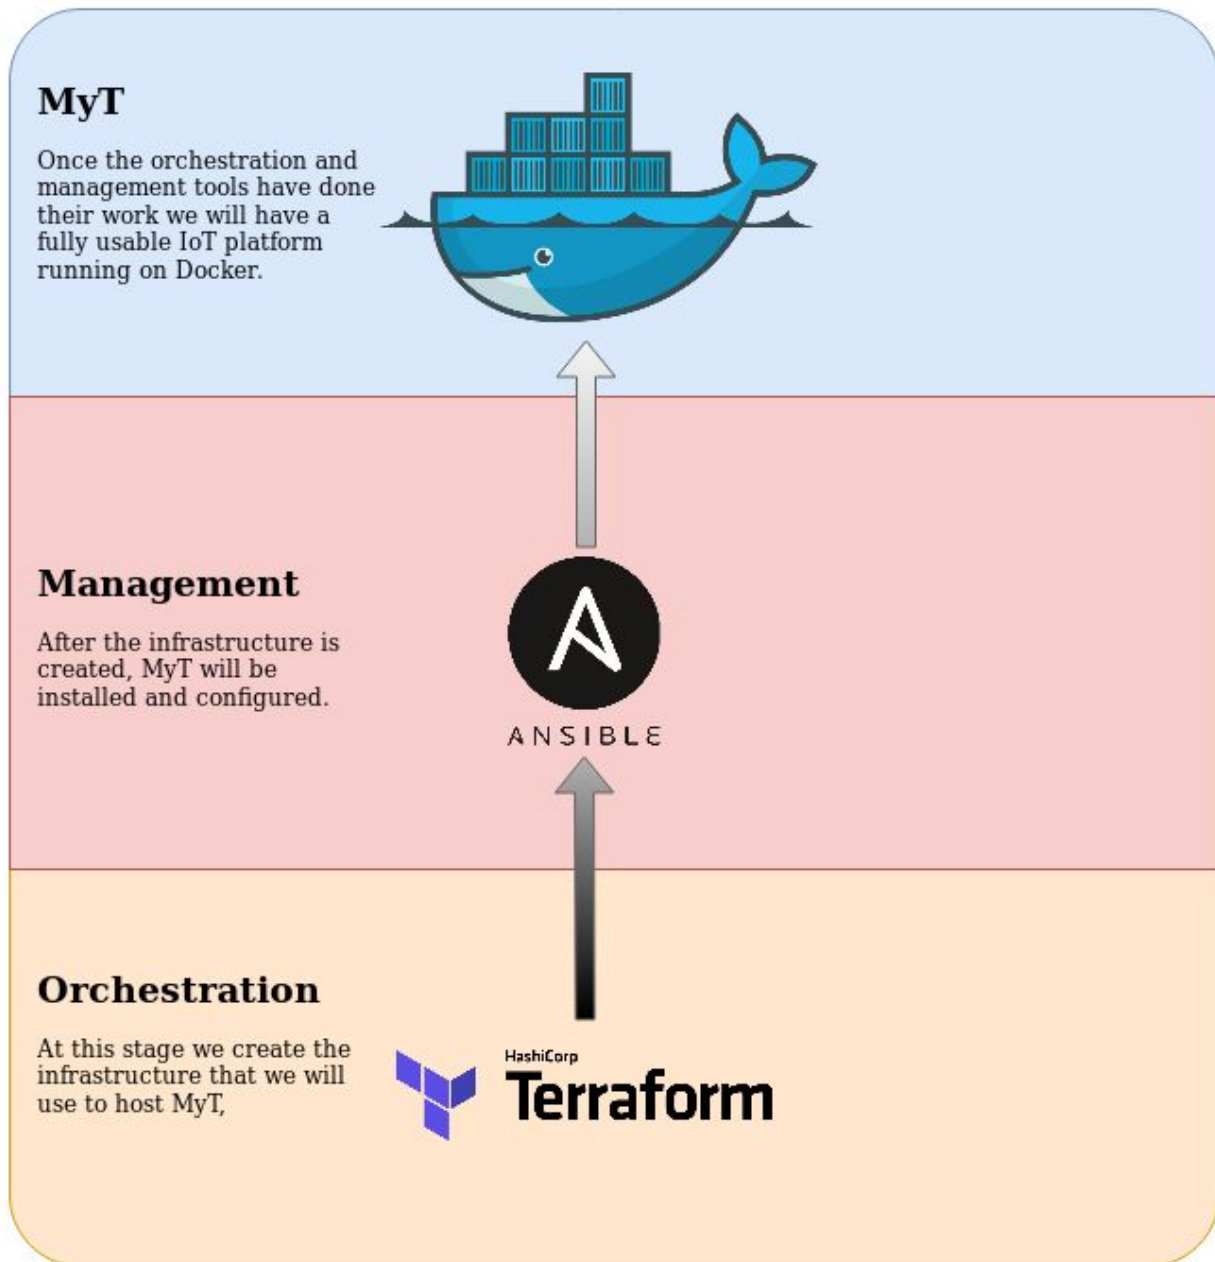 MyT
Once the orchestration and
management tools have done
their work we will have a
fully usable IoT platform
running on Docker.
Management
After the infrastructure is
created, MyT will be
installed and configured.
ANSIBLE
Orchestration
At this stage we create the
infrastructure that we will
use to host MyT,
HashiCorp
Terraform